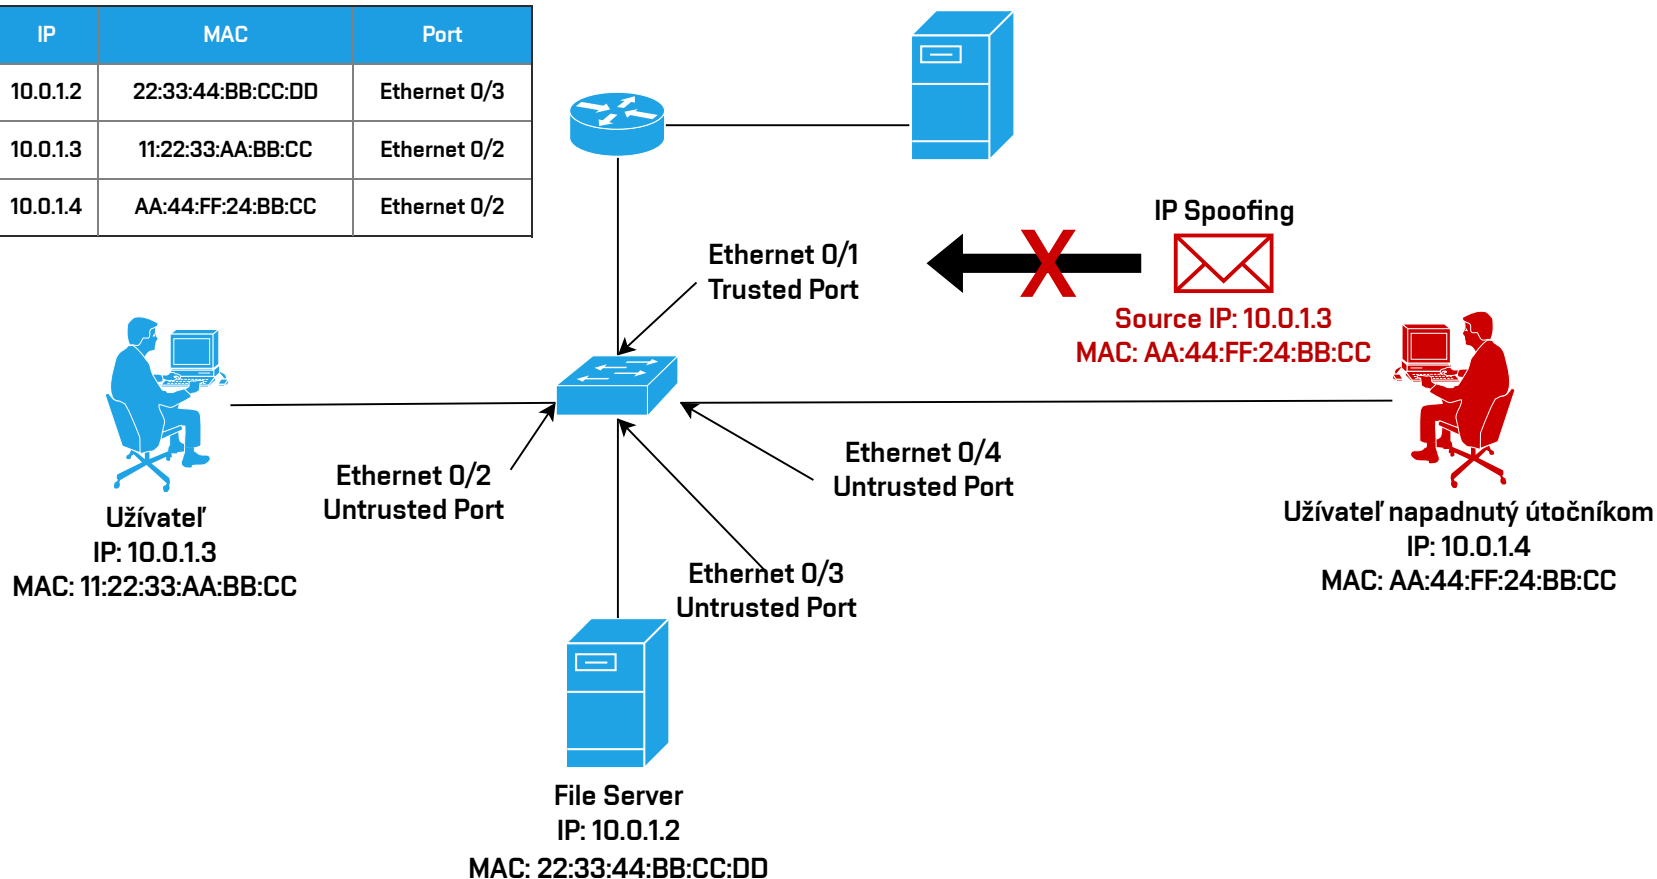 IP MAC Port
10.0.1.2 22:33:44:BB:CC:DD Ethernet 0/3
10.0.1.3 11:22:33:AA:BB:CC Ethernet 0/2
10.0.1.4 AA:44:FF:24:BB:CC Ethernet 0/2
IP Spoofing
X
Source IP: 10.0.1.3
MAC: AA:44:FF:24:BB:CC
Ethernet 0/1
Trusted Port
Ethernet 0/2
Untrusted Port
Ethernet 0/4
Untrusted Port
Užívateľ
IP: 10.0.1.3
MAC: 11:22:33:AA:BB:CC
Užívateľ napadnutý útočníkom
IP: 10.0.1.4
MAC: AA:44:FF:24:BB:CC
Ethernet 0/3
Untrusted Port
File Server
IP: 10.0.1.2
MAC: 22:33:44:BB:CC:DD